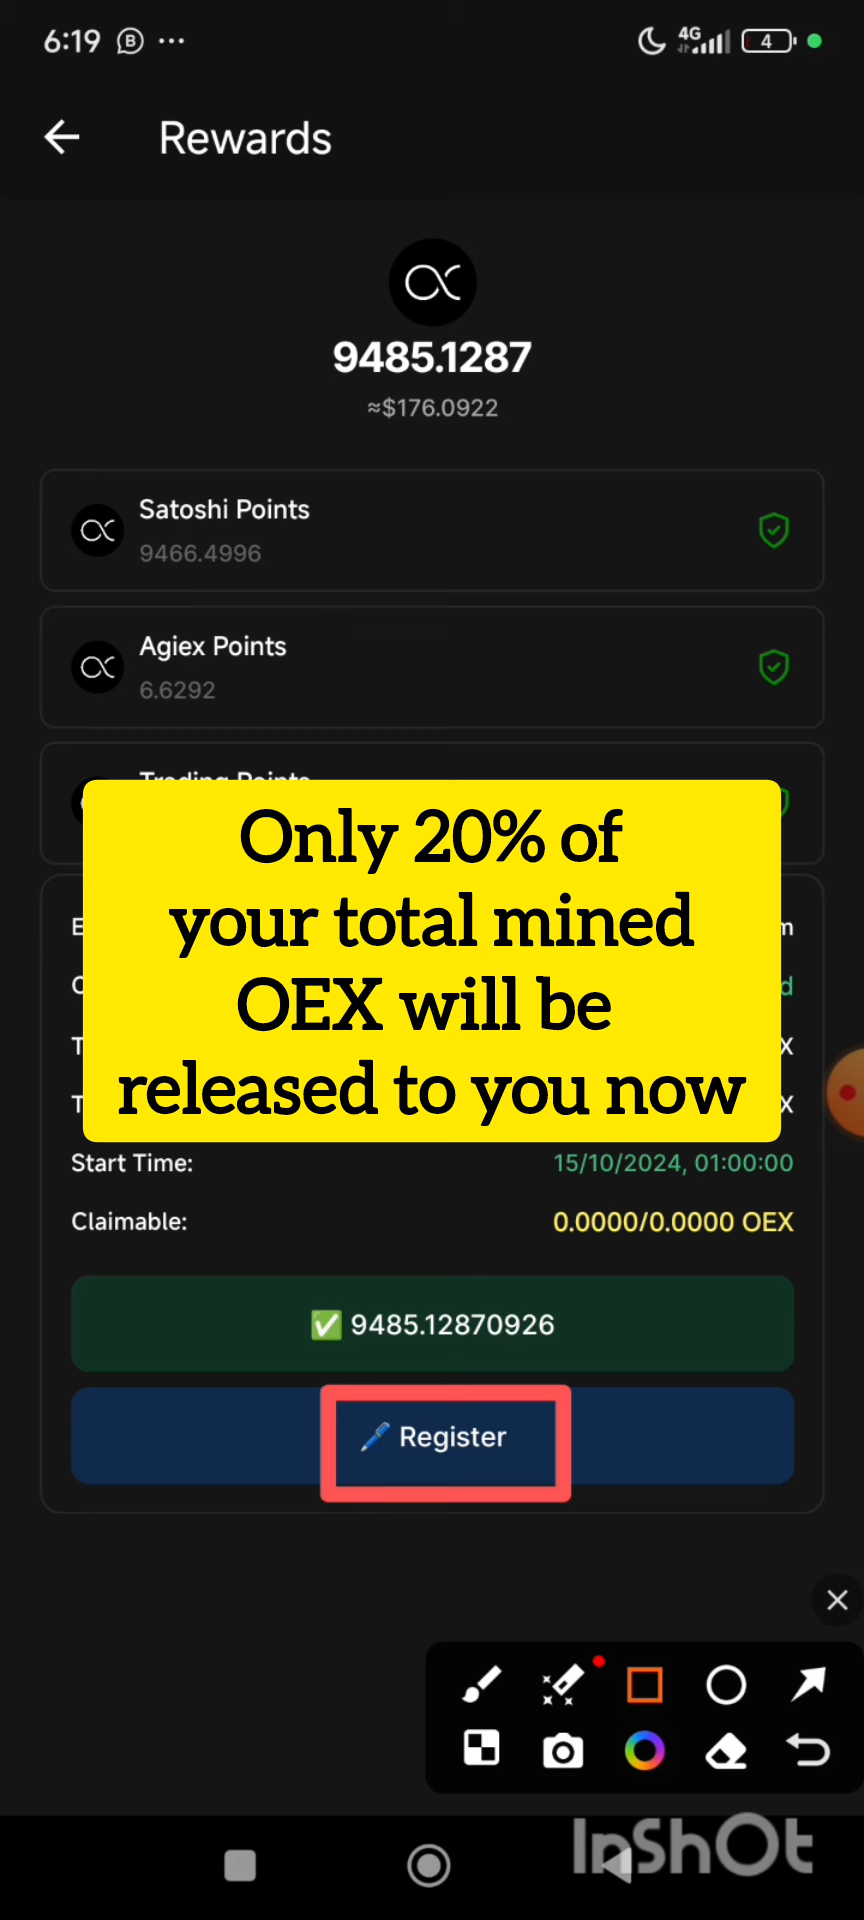 6:19
4G
4
Rewards
9485.1287
≈$176.0922
Satoshi Points
9466.4996
Agiex Points
6.6292
Only 20% of
your total mined
OEX will be
released to you now
Start Time: 15/10/2024, 01:00:00
Claimable: 0.0000/0.0000 OEX
✅ 9485.12870926
Register
InShOt